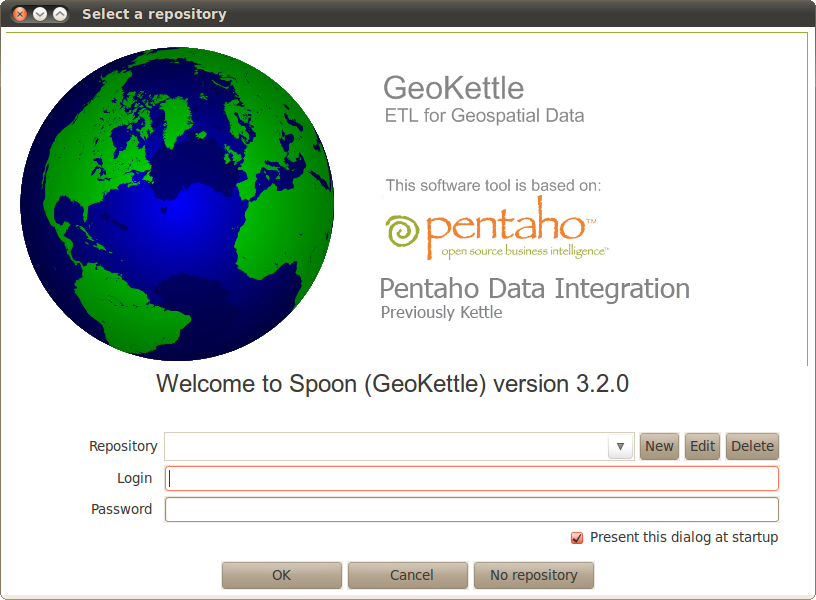 Select a repository
GeoKettle
ETL for Geospatial Data
This software tool is based on:
pentaho™
open source business intelligence™
Pentaho Data Integration
Previously Kettle
Welcome to Spoon (GeoKettle) version 3.2.0
Repository New Edit Delete
Login
Password
Present this dialog at startup
OK Cancel No repository